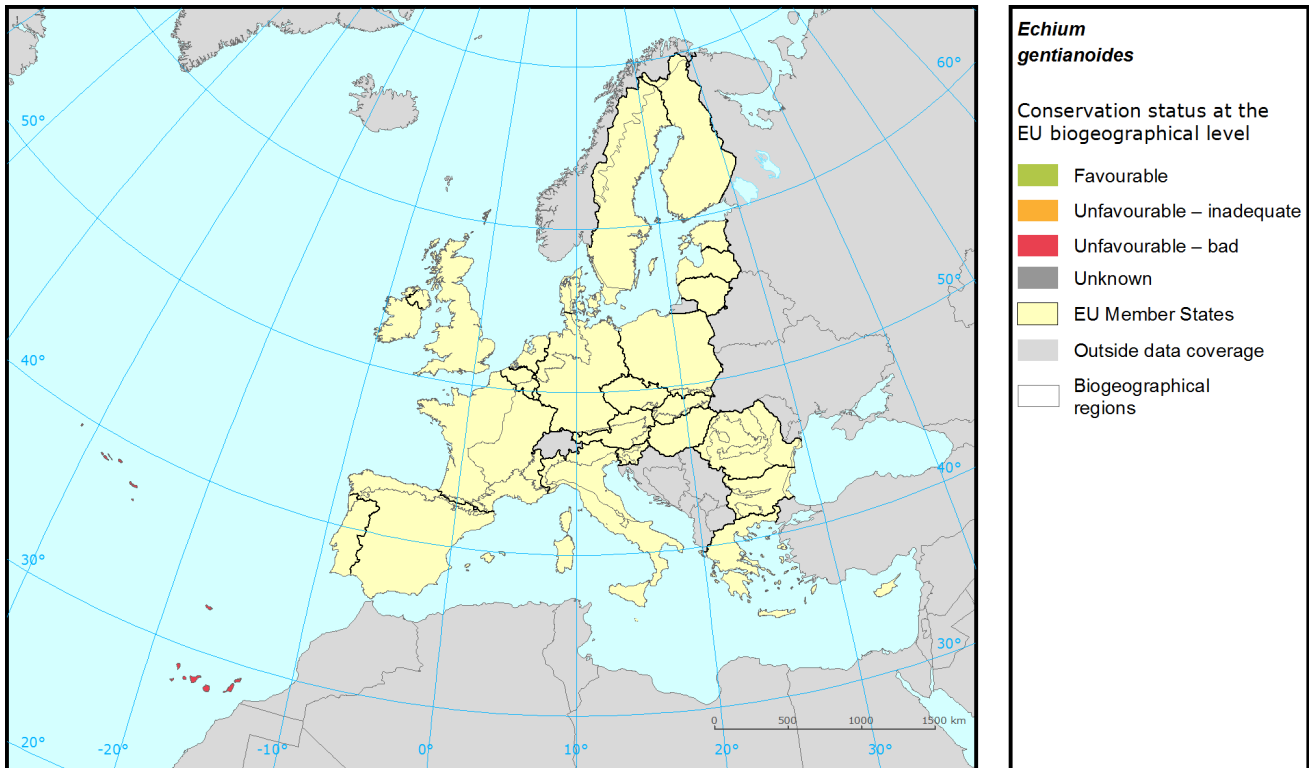 Echium
gentianoides
Conservation status at the
EU biogeographical level
Favourable
Unfavourable – inadequate
Unfavourable – bad
Unknown
EU Member States
Outside data coverage
Biogeographical
regions
60°
50°
50°
40°
40°
30°
30°
0 500 1000 1500 km
20° -20° -10° 0° 10° 20° 30°